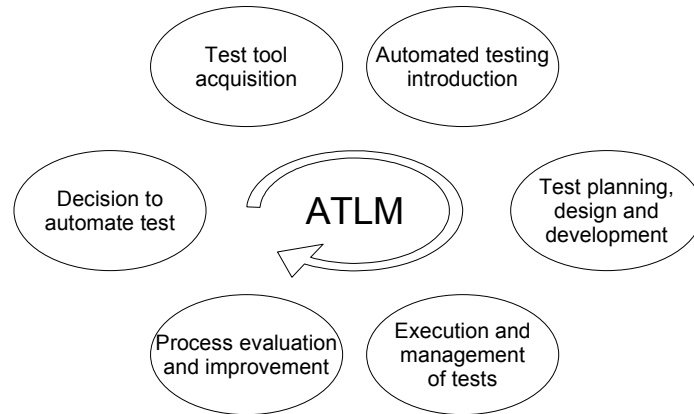 Test tool
acquisition
Automated testing
introduction
Decision to
automate test
ATLM
Test planning,
design and
development
Process evaluation
and improvement
Execution and
management
of tests